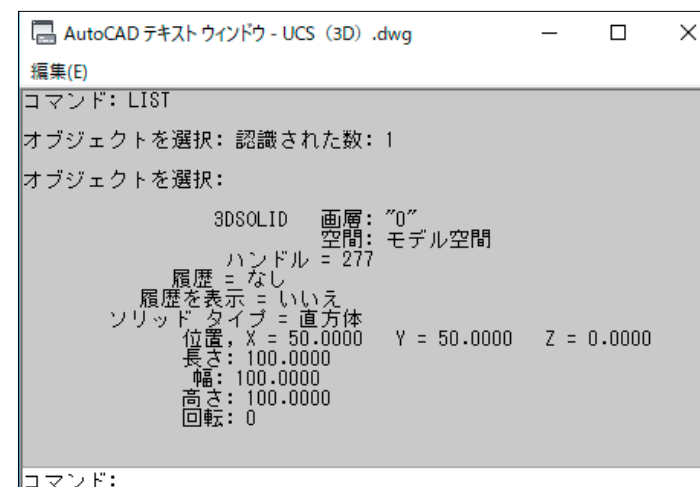 AutoCAD テキスト ウィンドウ - UCS（3D）.dwg
編集(E)
コマンド: LIST
オブジェクトを選択: 認識された数: 1
オブジェクトを選択:
3DSOLID 画層: "0"
空間: モデル空間
ハンドル = 277
履歴 = なし
履歴を表示 = いいえ
ソリッド タイプ = 直方体
位置, X = 50.0000 Y = 50.0000 Z = 0.0000
長さ: 100.0000
幅: 100.0000
高さ: 100.0000
回転: 0
コマンド: